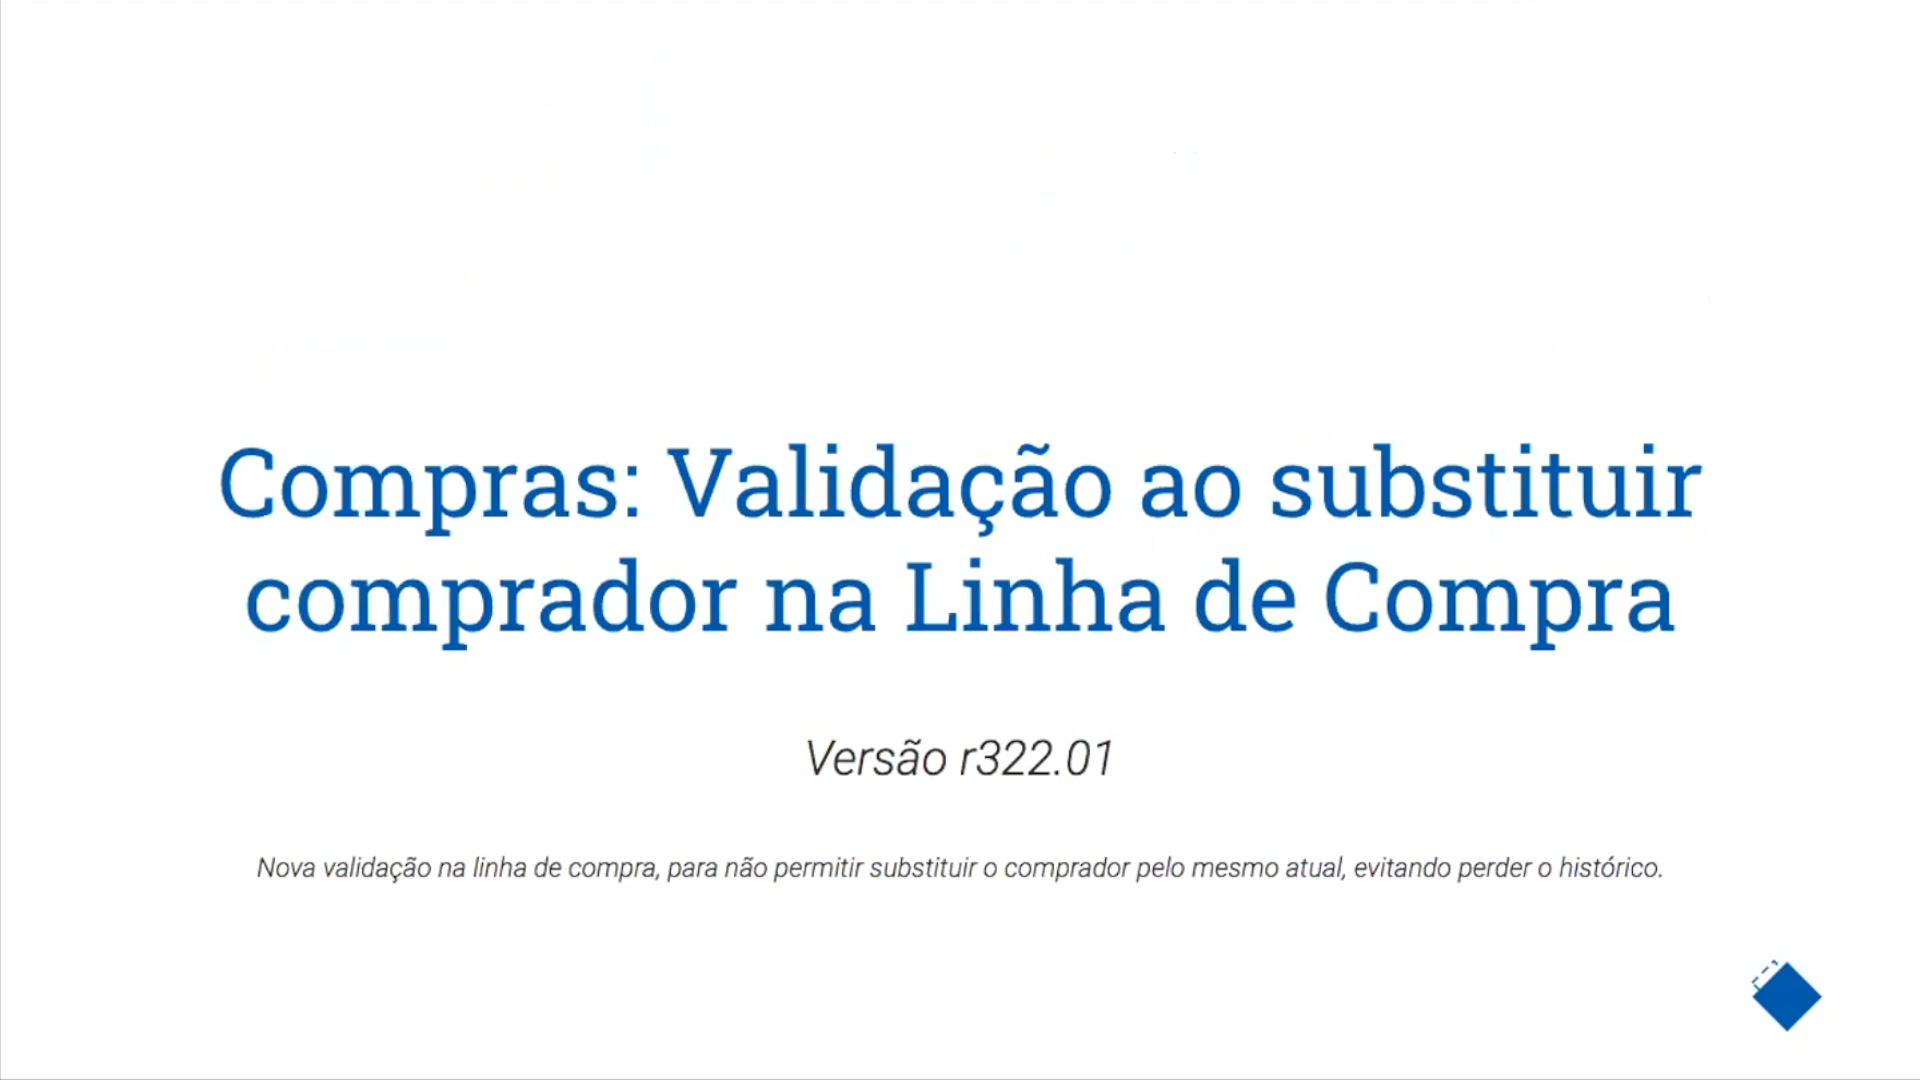 Compras: Validação ao substituir
comprador na Linha de Compra
Versão r322.01
Nova validação na linha de compra, para não permitir substituir o comprador pelo mesmo atual, evitando perder o histórico.